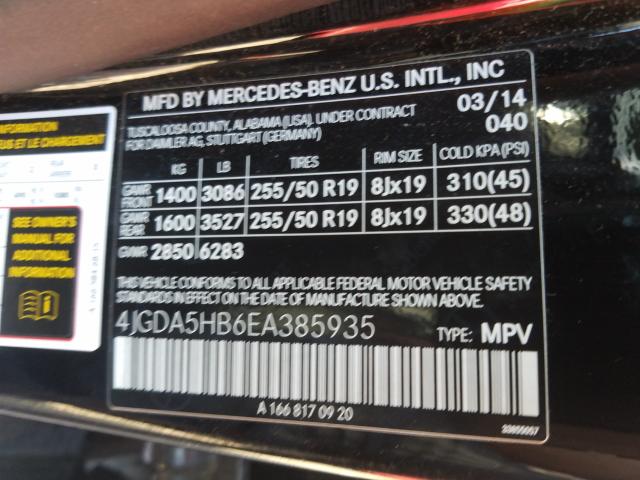 MFD BY MERCEDES-BENZ U.S. INTL., INC
TUSCALOOSA COUNTY, ALABAMA (USA). UNDER CONTRACT 03/14
FOR DAIMLER AG, STUTTGART (GERMANY) 040
KG LB TIRES RIM SIZE COLD KPA (PSI)
GAWR FRONT 1400 3086 255/50 R19 8Jx19 310(45)
GAWR REAR 1600 3527 255/50 R19 8Jx19 330(48)
GVWR 2850 6283
THIS VEHICLE CONFORMS TO ALL APPLICABLE FEDERAL MOTOR VEHICLE SAFETY
STANDARDS IN EFFECT ON THE DATE OF MANUFACTURE SHOWN ABOVE.
4JGDA5HB6EA385935 TYPE: MPV
A 166 817 09 20
INFORMATION
ET LE CHARGEMENT
SEE OWNER'S
MANUAL FOR
ADDITIONAL
INFORMATION